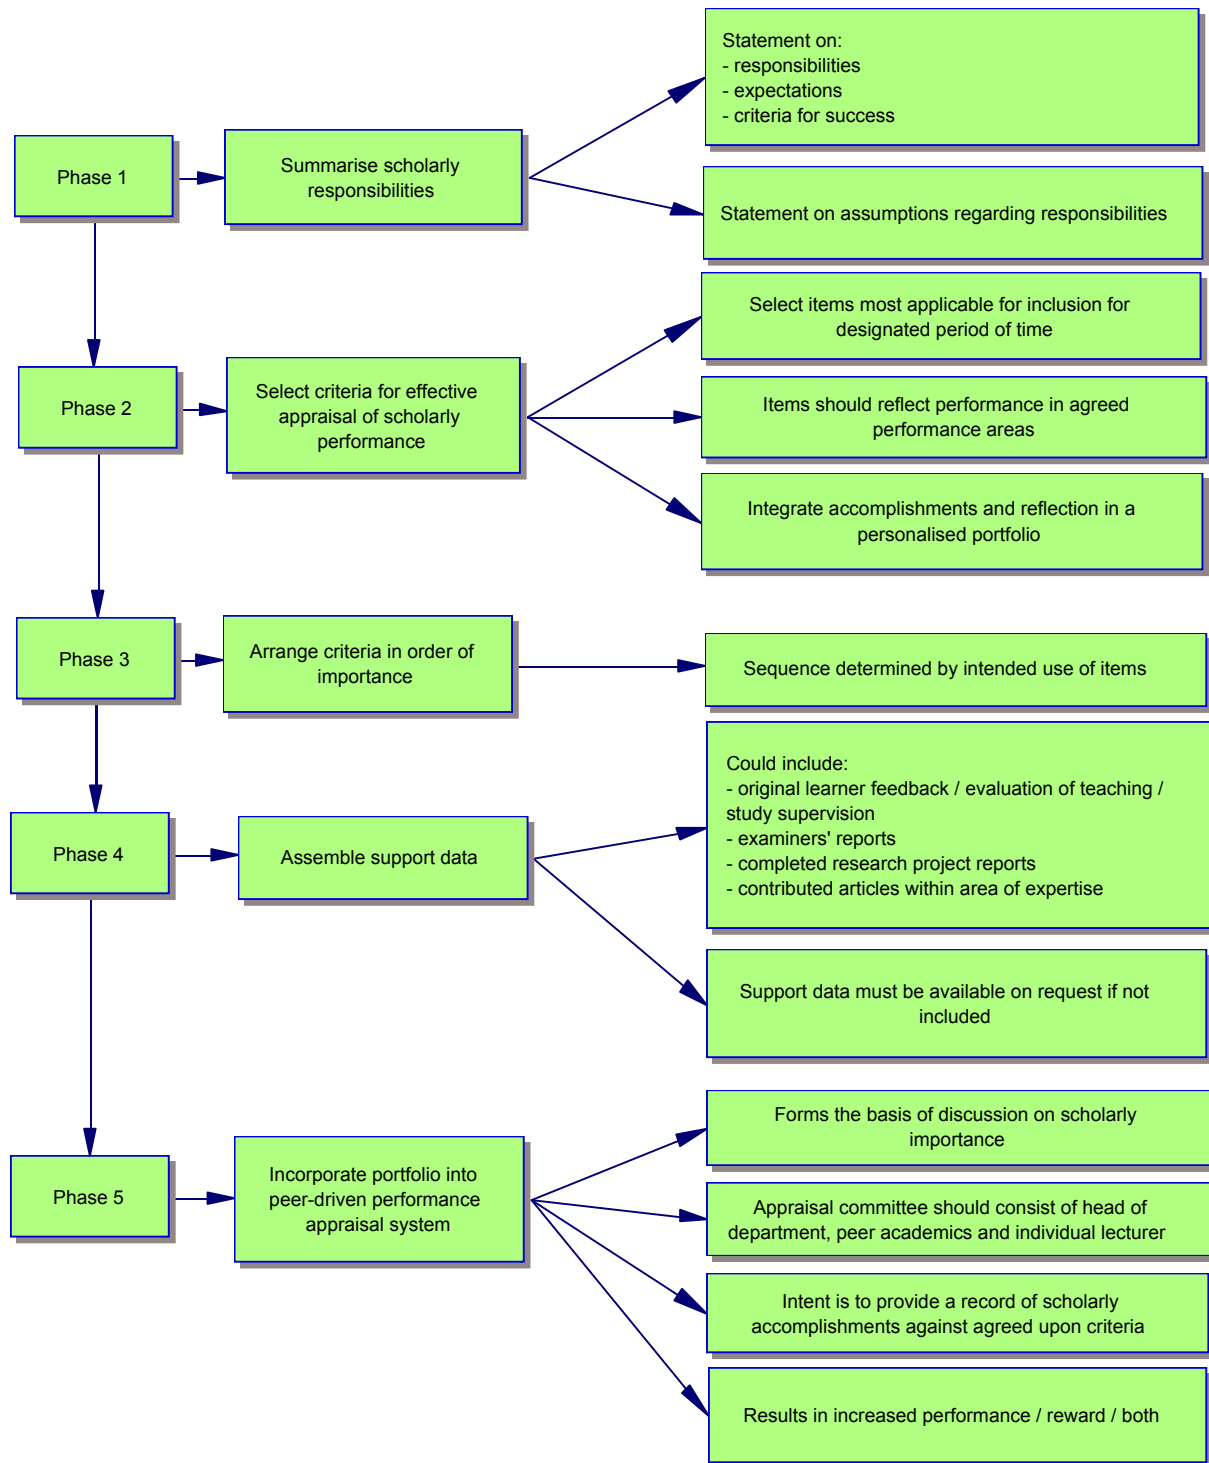 Phase 1
Summarise scholarly
responsibilities
Statement on:
- responsibilities
- expectations
- criteria for success
Statement on assumptions regarding responsibilities
Phase 2
Select criteria for effective
appraisal of scholarly
performance
Select items most applicable for inclusion for
designated period of time
Items should reflect performance in agreed
performance areas
Integrate accomplishments and reflection in a
personalised portfolio
Phase 3
Arrange criteria in order of
importance
Sequence determined by intended use of items
Phase 4
Assemble support data
Could include:
- original learner feedback / evaluation of teaching /
study supervision
- examiners' reports
- completed research project reports
- contributed articles within area of expertise
Support data must be available on request if not
included
Phase 5
Incorporate portfolio into
peer-driven performance
appraisal system
Forms the basis of discussion on scholarly
importance
Appraisal committee should consist of head of
department, peer academics and individual lecturer
Intent is to provide a record of scholarly
accomplishments against agreed upon criteria
Results in increased performance / reward / both